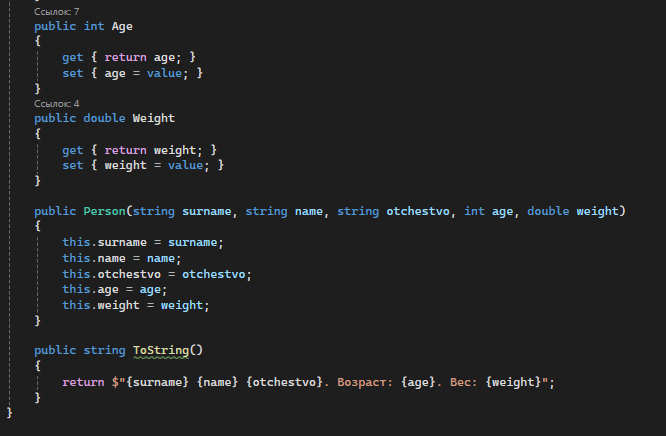 Ссылок: 7
public int Age
{
get { return age; }
set { age = value; }
}
Ссылок: 4
public double Weight
{
get { return weight; }
set { weight = value; }
}
public Person(string surname, string name, string otchestvo, int age, double weight)
{
this.surname = surname;
this.name = name;
this.otchestvo = otchestvo;
this.age = age;
this.weight = weight;
}
public string ToString()
{
return $"{surname} {name} {otchestvo}. Возраст: {age}. Вес: {weight}";
}
}